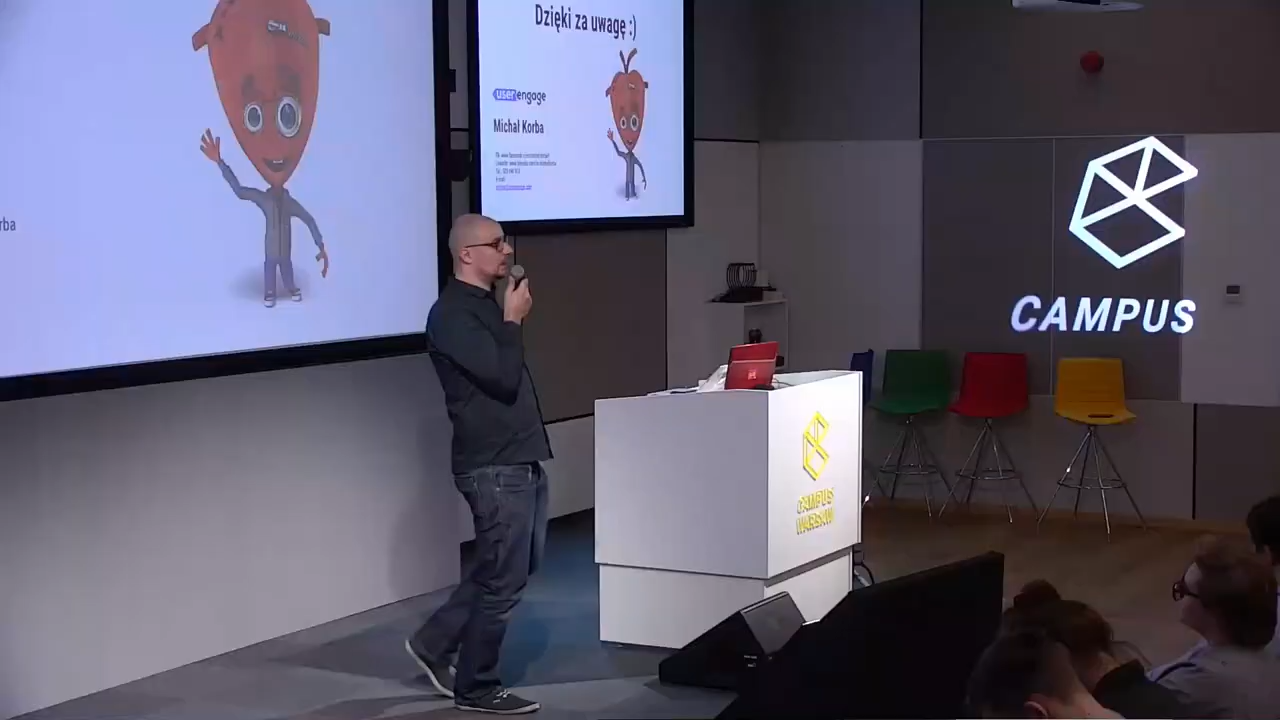 Dzięki za uwagę :)
user engage
Michał Korba
rba
CAMPUS
CAMPUS
WARSAW